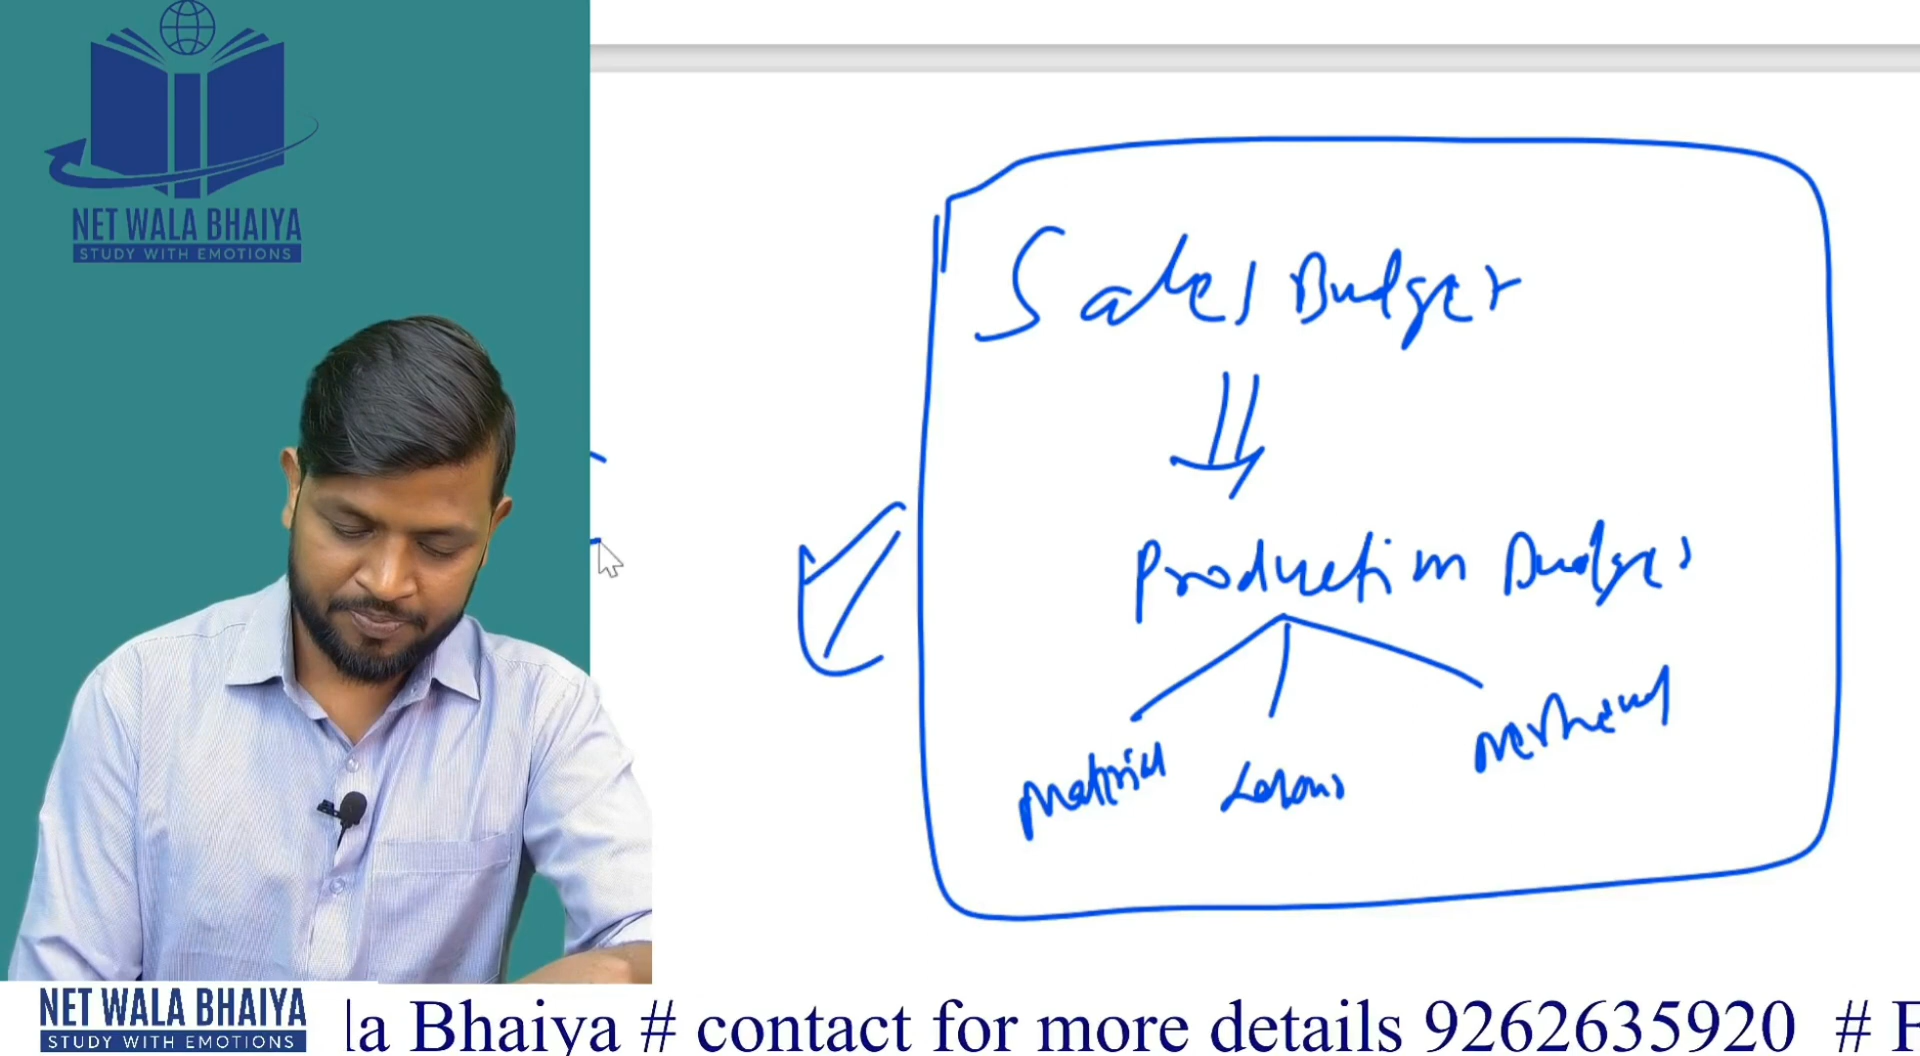 NET WALA BHAIYA
STUDY WITH EMOTIONS
Sales Budget
Production Budget
Material Labour overhead
NET WALA BHAIYA
STUDY WITH EMOTIONS
la Bhaiya # contact for more details 9262635920 # F